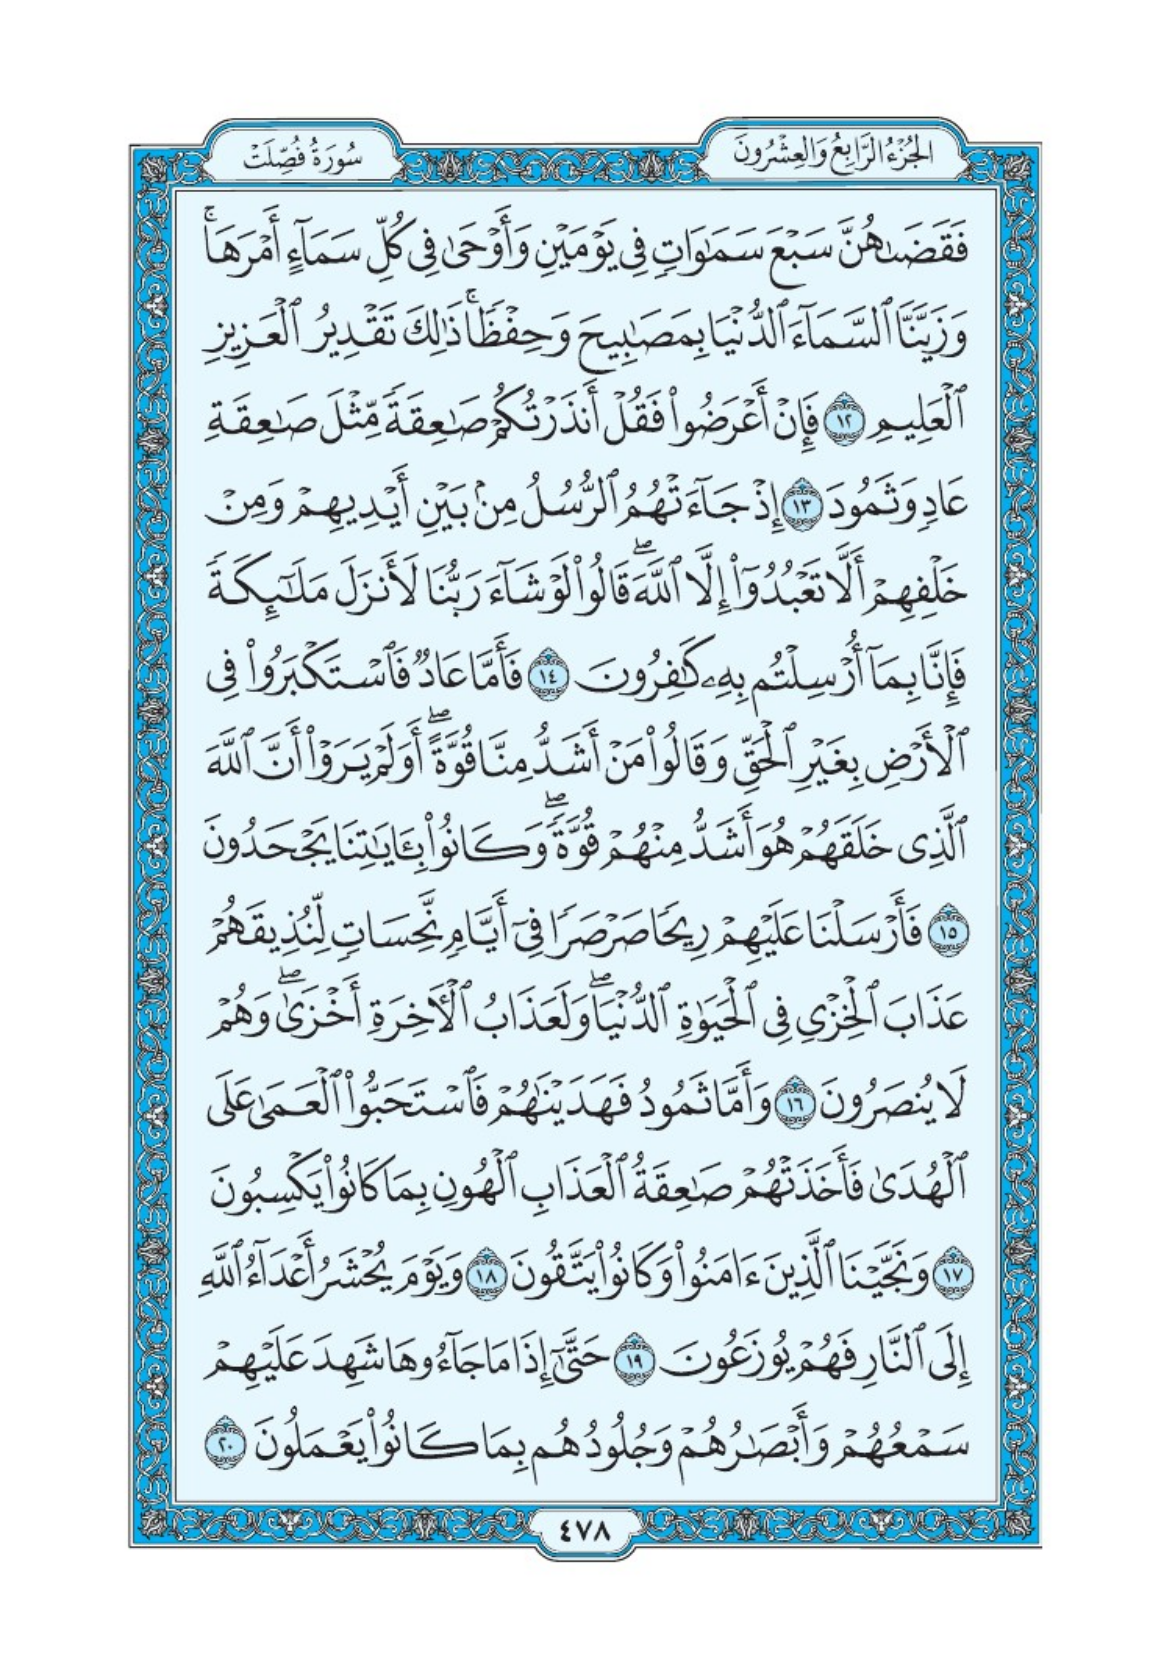 الجُزْءُ الرَّابِعُ وَالعِشْرُونَ
سُورَةُ فُصِّلَتْ
فَقَضَىٰهُنَّ سَبْعَ سَمَٰوَاتٖ فِي يَوۡمَيۡنِ وَأَوۡحَىٰ فِي كُلِّ سَمَآءٍ أَمۡرَهَاۚ
وَزَيَّنَّا ٱلسَّمَآءَ ٱلدُّنۡيَا بِمَصَٰبِيحَ وَحِفۡظٗاۚ ذَٰلِكَ تَقۡدِيرُ ٱلۡعَزِيزِ
ٱلۡعَلِيمِ ١٢ فَإِنۡ أَعۡرَضُواْ فَقُلۡ أَنذَرۡتُكُمۡ صَٰعِقَةٗ مِّثۡلَ صَٰعِقَةِ
عَادٖ وَثَمُودَ ١٣ إِذۡ جَآءَتۡهُمُ ٱلرُّسُلُ مِنۢ بَيۡنِ أَيۡدِيهِمۡ وَمِنۡ
خَلۡفِهِمۡ أَلَّا تَعۡبُدُوٓاْ إِلَّا ٱللَّهَۖ قَالُواْ لَوۡ شَآءَ رَبُّنَا لَأَنزَلَ مَلَٰٓئِكَةٗ
فَإِنَّا بِمَآ أُرۡسِلۡتُم بِهِۦ كَٰفِرُونَ ١٤ فَأَمَّا عَادٞ فَٱسۡتَكۡبَرُواْ فِي
ٱلۡأَرۡضِ بِغَيۡرِ ٱلۡحَقِّ وَقَالُواْ مَنۡ أَشَدُّ مِنَّا قُوَّةًۖ أَوَلَمۡ يَرَوۡاْ أَنَّ ٱللَّهَ
ٱلَّذِي خَلَقَهُمۡ هُوَ أَشَدُّ مِنۡهُمۡ قُوَّةٗۖ وَكَانُواْ بِـَٔايَٰتِنَا يَجۡحَدُونَ
١٥ فَأَرۡسَلۡنَا عَلَيۡهِمۡ رِيحٗا صَرۡصَرٗا فِيٓ أَيَّامٖ نَّحِسَاتٖ لِّنُذِيقَهُمۡ
عَذَابَ ٱلۡخِزۡيِ فِي ٱلۡحَيَوٰةِ ٱلدُّنۡيَاۖ وَلَعَذَابُ ٱلۡأٓخِرَةِ أَخۡزَىٰۖ وَهُمۡ
لَا يُنصَرُونَ ١٦ وَأَمَّا ثَمُودُ فَهَدَيۡنَٰهُمۡ فَٱسۡتَحَبُّواْ ٱلۡعَمَىٰ عَلَى
ٱلۡهُدَىٰ فَأَخَذَتۡهُمۡ صَٰعِقَةُ ٱلۡعَذَابِ ٱلۡهُونِ بِمَا كَانُواْ يَكۡسِبُونَ
١٧ وَنَجَّيۡنَا ٱلَّذِينَ ءَامَنُواْ وَكَانُواْ يَتَّقُونَ ١٨ وَيَوۡمَ يُحۡشَرُ أَعۡدَآءُ ٱللَّهِ
إِلَى ٱلنَّارِ فَهُمۡ يُوزَعُونَ ١٩ حَتَّىٰٓ إِذَا مَا جَآءُوهَا شَهِدَ عَلَيۡهِمۡ
سَمۡعُهُمۡ وَأَبۡصَٰرُهُمۡ وَجُلُودُهُم بِمَا كَانُواْ يَعۡمَلُونَ ٢٠
٤٧٨